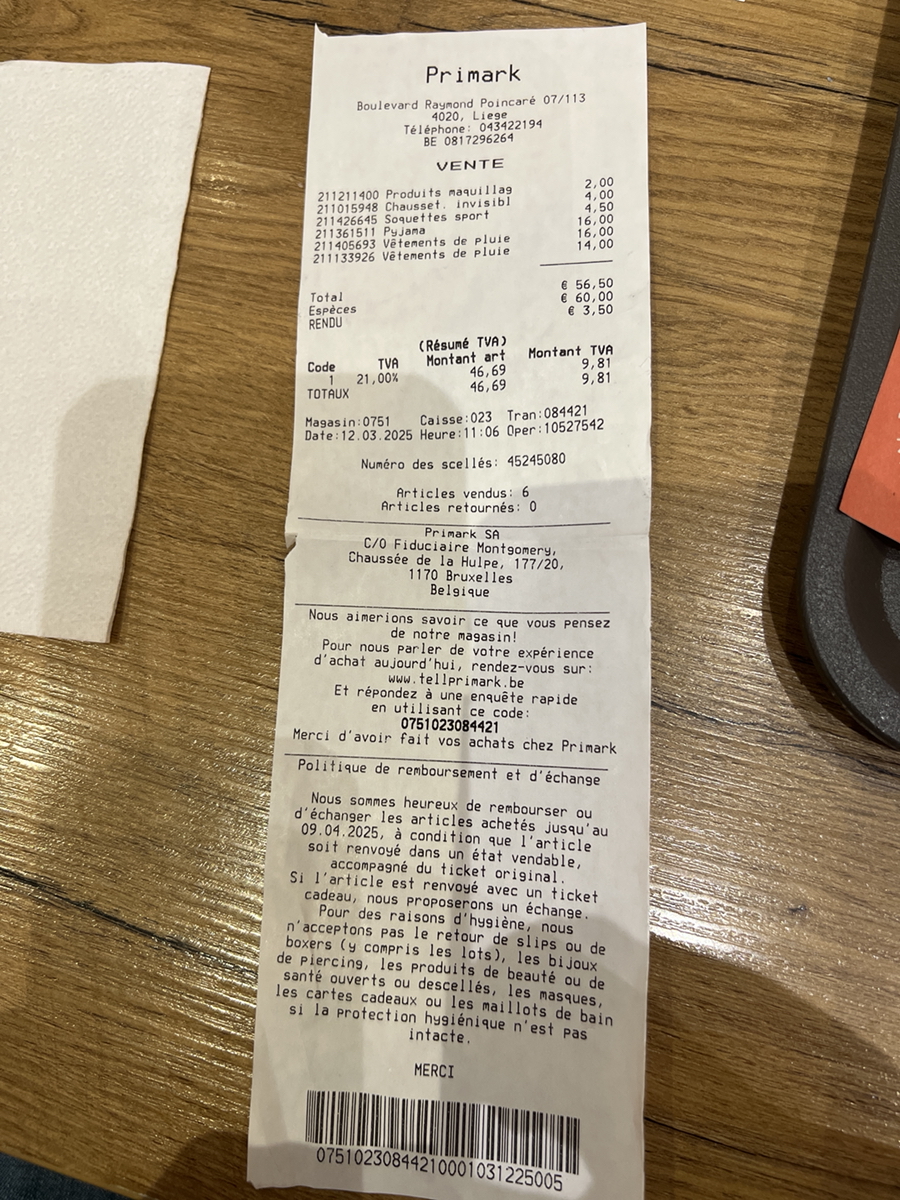 Primark
Boulevard Raymond Poincaré 07/113
4020, Liege
Téléphone: 043422194
BE 0817296264
VENTE
211211400 Produits maquillag 2,00
211015948 Chausset. invisibl 4,00
211426645 Soquettes sport 4,50
211361511 Pyjama 16,00
211405693 Vêtements de pluie 16,00
211133926 Vêtements de pluie 14,00
Total € 56,50
Espèces € 60,00
RENDU € 3,50
(Résumé TVA)
Code TVA Montant art Montant TVA
1 21,00% 46,69 9,81
TOTAUX 46,69 9,81
Magasin:0751 Caisse:023 Tran:084421
Date:12.03.2025 Heure:11:06 Oper:10527542
Numéro des scellés: 45245080
Articles vendus: 6
Articles retournés: 0
Primark SA
C/O Fiduciaire Montgomery,
Chaussée de la Hulpe, 177/20,
1170 Bruxelles
Belgique
Nous aimerions savoir ce que vous pensez
de notre magasin!
Pour nous parler de votre expérience
d'achat aujourd'hui, rendez-vous sur:
www.tellprimark.be
Et répondez à une enquête rapide
en utilisant ce code:
0751023084421
Merci d'avoir fait vos achats chez Primark
Politique de remboursement et d'échange
Nous sommes heureux de rembourser ou
d'échanger les articles achetés jusqu'au
09.04.2025, à condition que l'article
soit renvoyé dans un état vendable,
accompagné du ticket original.
Si l'article est renvoyé avec un ticket
cadeau, nous proposerons un échange.
Pour des raisons d'hygiène, nous
n'acceptons pas le retour de slips ou de
boxers (y compris les lots), les bijoux
de piercing, les produits de beauté ou de
santé ouverts ou descellés, les masques,
les cartes cadeaux ou les maillots de bain
si la protection hygiénique n'est pas
intacte.
MERCI
07510230844210001031225005